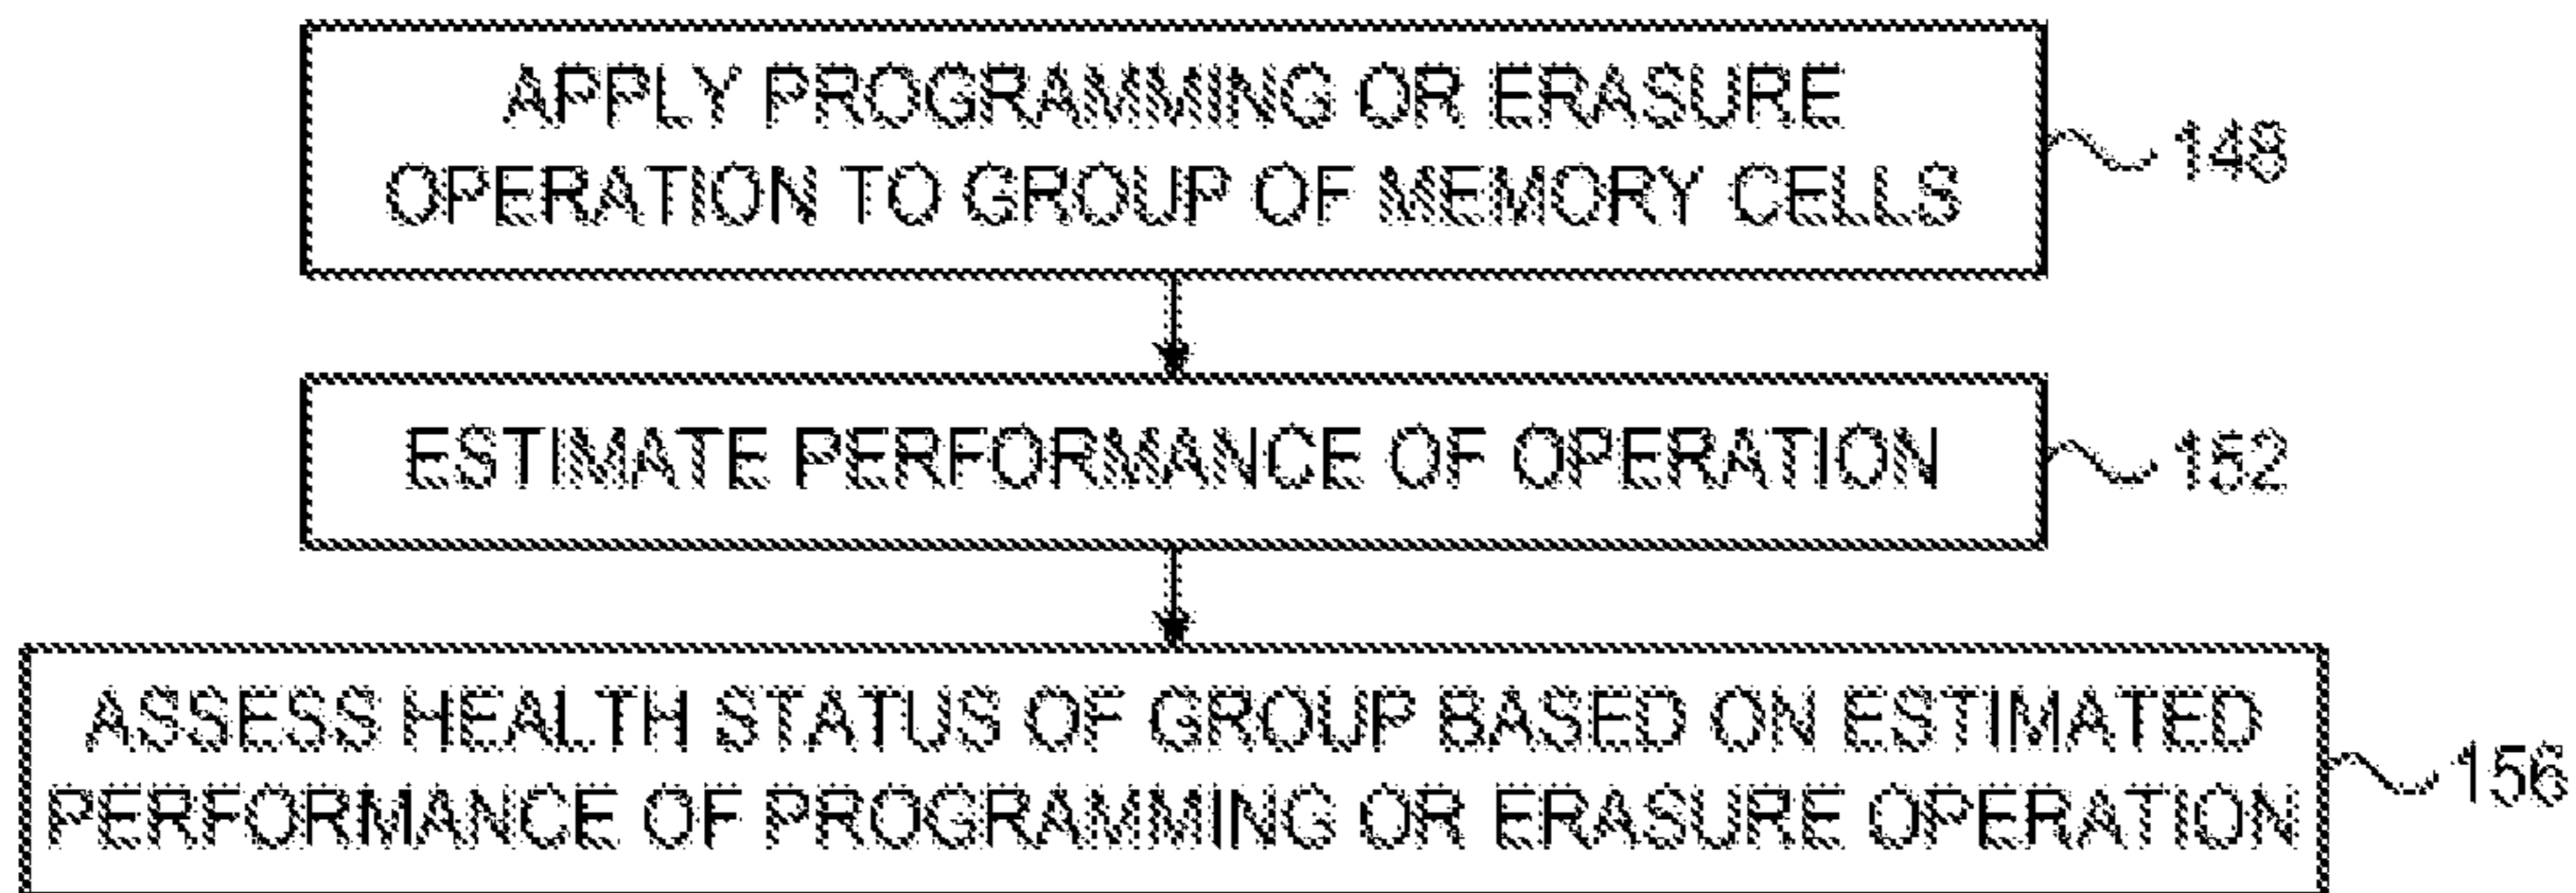 APPLY PROGRAMMING OR ERASURE
OPERATION TO GROUP OF MEMORY CELLS
148
ESTIMATE PERFORMANCE OF OPERATION
152
ASSESS HEALTH STATUS OF GROUP BASED ON ESTIMATED
PERFORMANCE OF PROGRAMMING OR ERASURE OPERATION
156